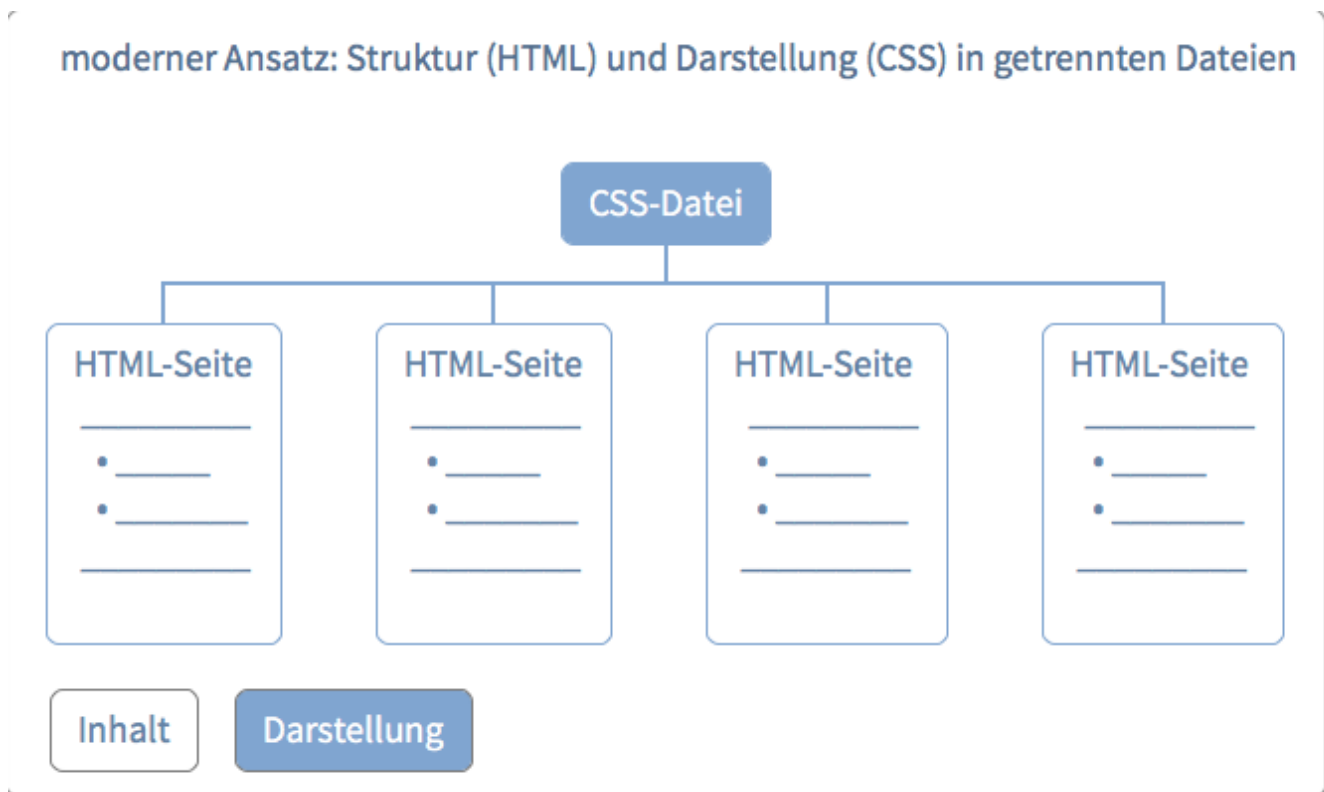 moderner Ansatz: Struktur (HTML) und Darstellung (CSS) in getrennten Dateien
CSS-Datei
HTML-Seite
HTML-Seite
HTML-Seite
HTML-Seite
Inhalt
Darstellung